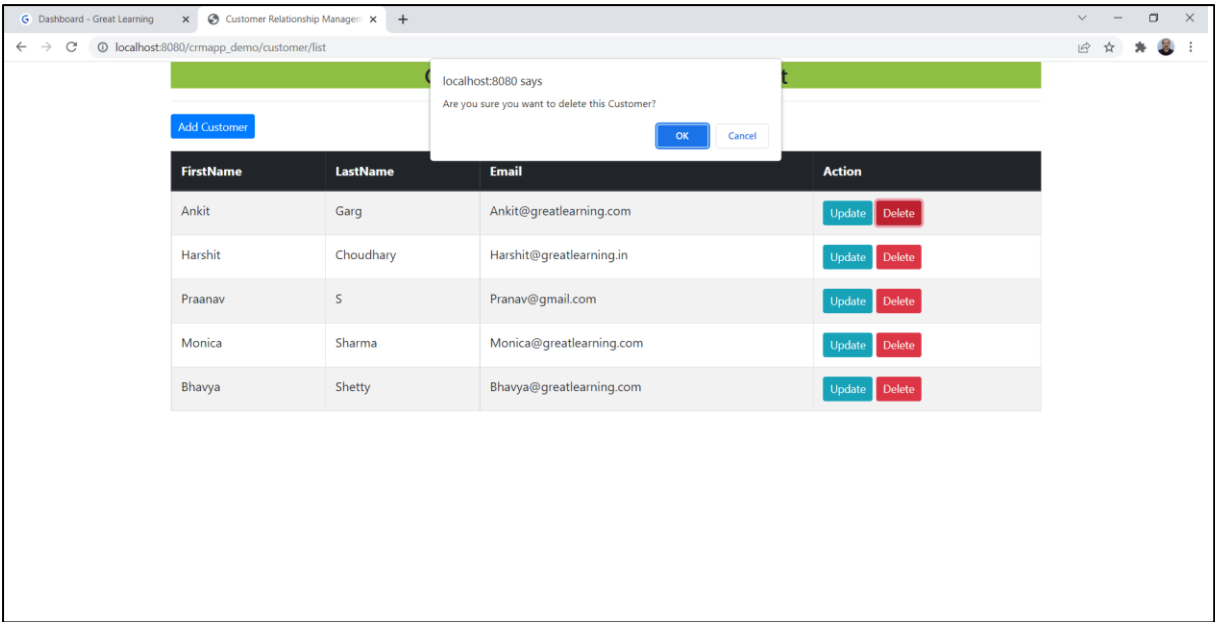 G Dashboard - Great Learning
Customer Relationship Managem
localhost:8080/crmapp_demo/customer/list
localhost:8080 says
Are you sure you want to delete this Customer?
OK Cancel
Add Customer
FirstName LastName Email Action
Ankit Garg Ankit@greatlearning.com Update Delete
Harshit Choudhary Harshit@greatlearning.in Update Delete
Praanav S Pranav@gmail.com Update Delete
Monica Sharma Monica@greatlearning.com Update Delete
Bhavya Shetty Bhavya@greatlearning.com Update Delete